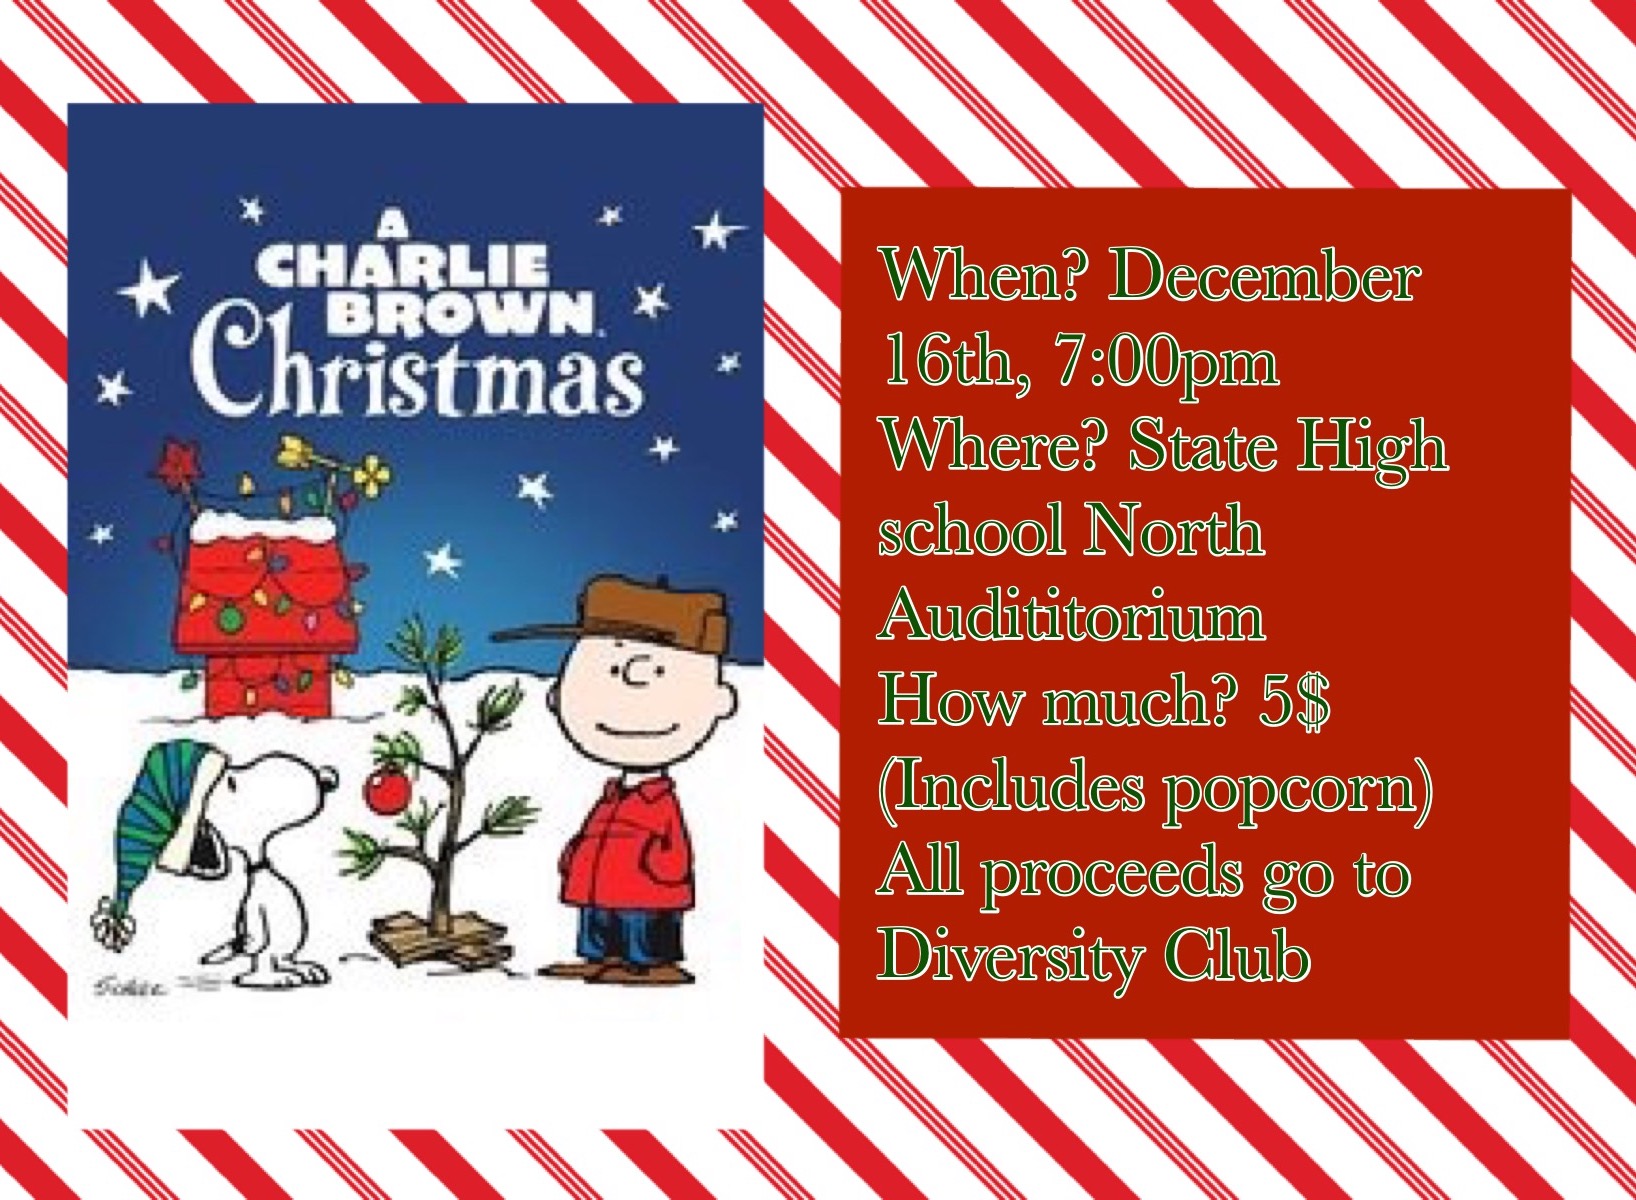 A
CHARLIE
BROWN.
Christmas
When? December
16th, 7:00pm
Where? State High
school North
Audititorium
How much? 5$
(Includes popcorn)
All proceeds go to
Diversity Club